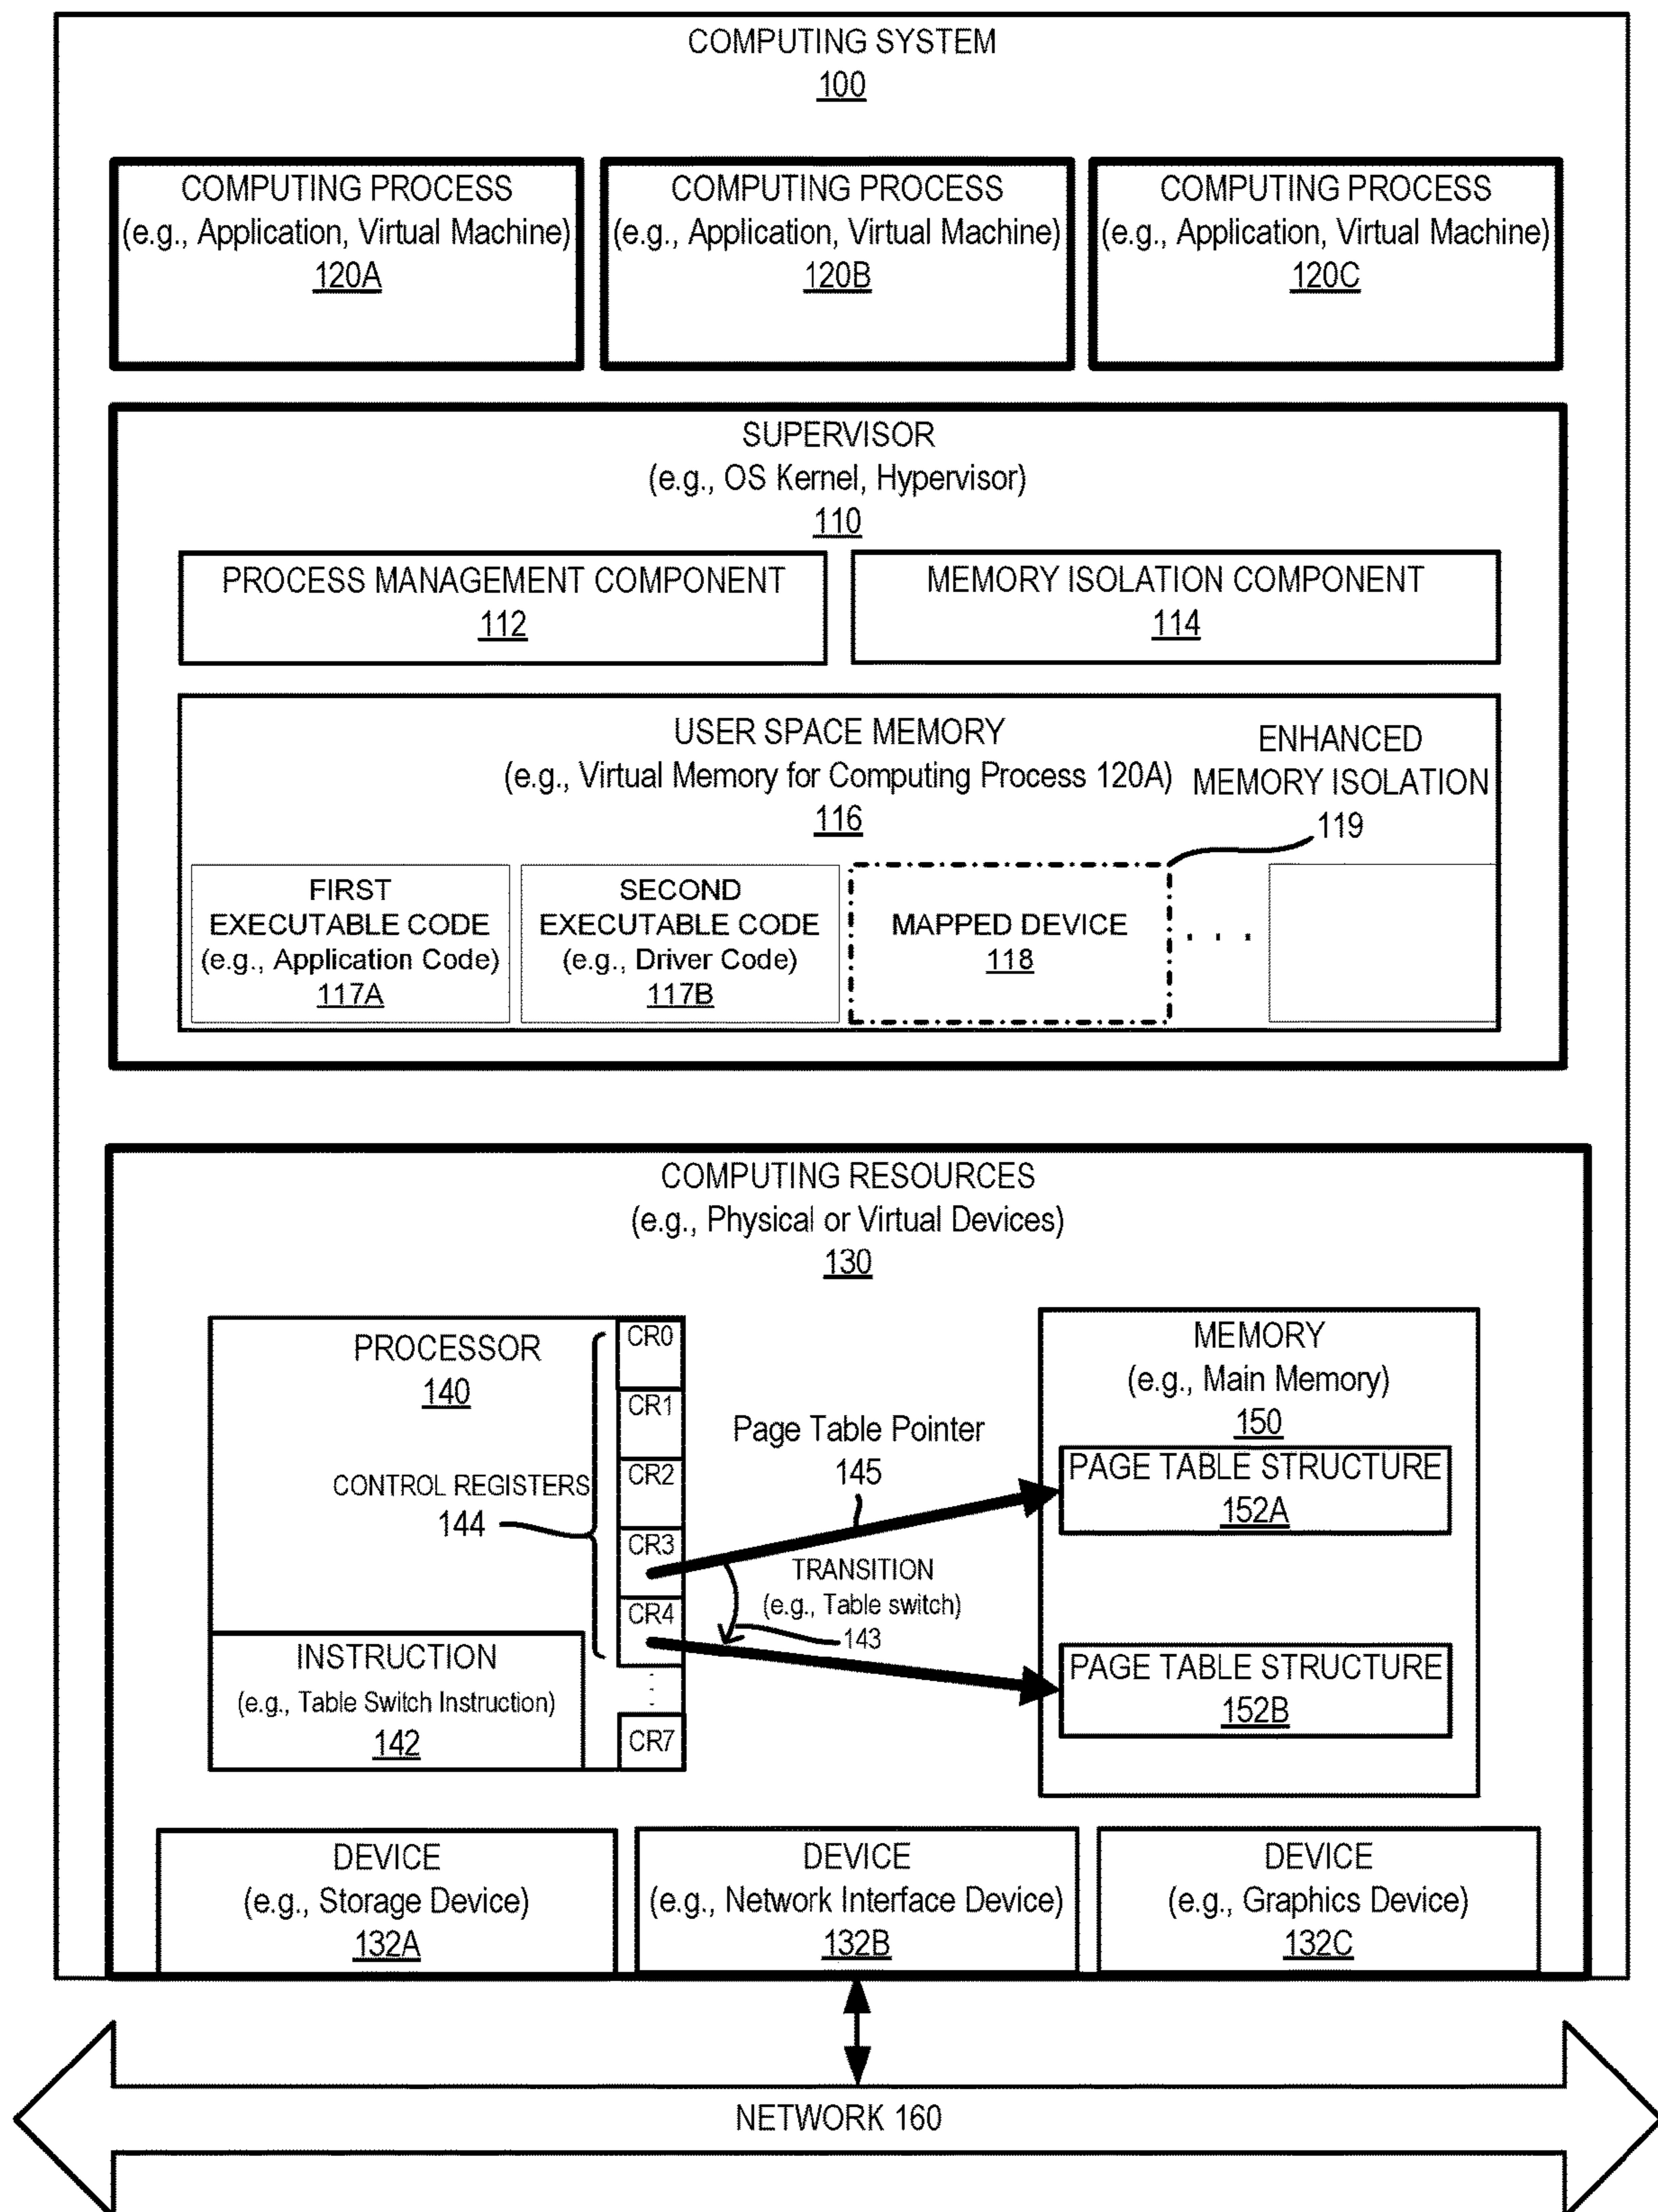 COMPUTING SYSTEM
100
COMPUTING PROCESS
(e.g., Application, Virtual Machine)
120A
COMPUTING PROCESS
(e.g., Application, Virtual Machine)
120B
COMPUTING PROCESS
(e.g., Application, Virtual Machine)
120C
SUPERVISOR
(e.g., OS Kernel, Hypervisor)
110
PROCESS MANAGEMENT COMPONENT
112
MEMORY ISOLATION COMPONENT
114
USER SPACE MEMORY
(e.g., Virtual Memory for Computing Process 120A)
116
ENHANCED
MEMORY ISOLATION
119
FIRST
EXECUTABLE CODE
(e.g., Application Code)
117A
SECOND
EXECUTABLE CODE
(e.g., Driver Code)
117B
MAPPED DEVICE
118
. . .
COMPUTING RESOURCES
(e.g., Physical or Virtual Devices)
130
PROCESSOR
140
CONTROL REGISTERS
144
CR0
CR1
CR2
CR3
CR4
CR7
INSTRUCTION
(e.g., Table Switch Instruction)
142
Page Table Pointer
145
TRANSITION
(e.g., Table switch)
143
MEMORY
(e.g., Main Memory)
150
PAGE TABLE STRUCTURE
152A
PAGE TABLE STRUCTURE
152B
DEVICE
(e.g., Storage Device)
132A
DEVICE
(e.g., Network Interface Device)
132B
DEVICE
(e.g., Graphics Device)
132C
NETWORK 160